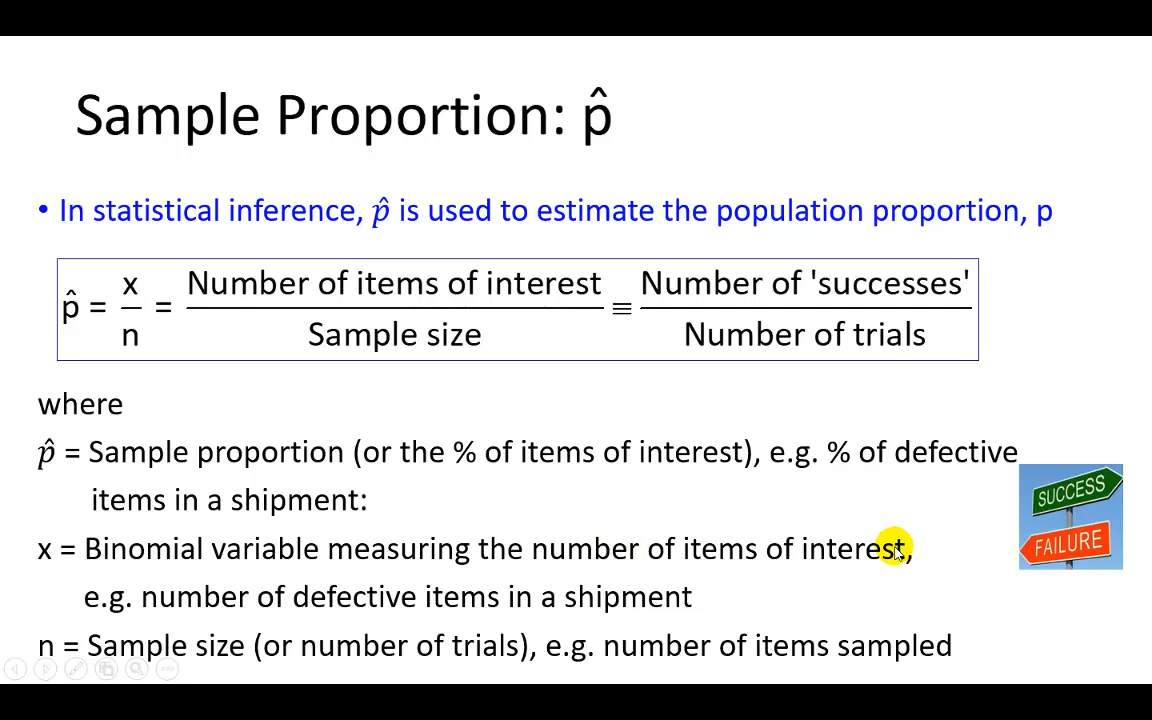 Sample Proportion: p̂
• In statistical inference, p̂ is used to estimate the population proportion, p
p̂ = x/n = Number of items of interest/Sample size ≡ Number of 'successes'/Number of trials
where
p̂ = Sample proportion (or the % of items of interest), e.g. % of defective
items in a shipment:
SUCCESS
FAILURE
x = Binomial variable measuring the number of items of interest,
e.g. number of defective items in a shipment
n = Sample size (or number of trials), e.g. number of items sampled